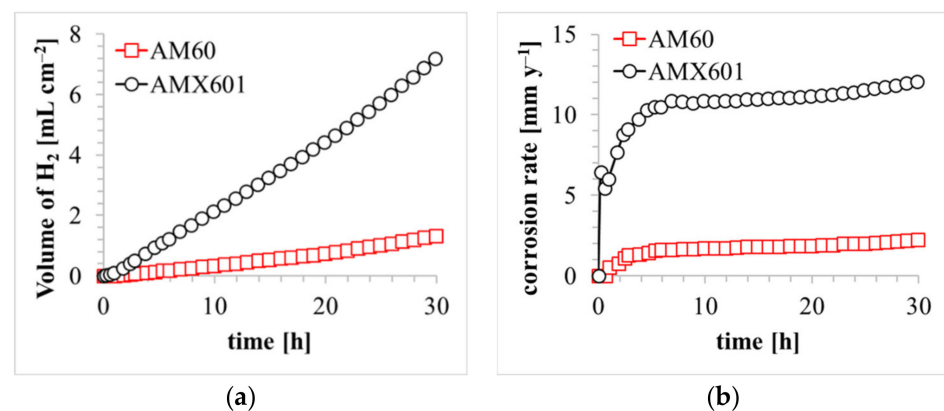 8
6
4
2
0
Volume of H₂ [mL cm⁻²]
AM60
AMX601
0 10 20 30
time [h]
(a)
15
10
5
0
corrosion rate [mm y⁻¹]
AM60
AMX601
0 10 20 30
time [h]
(b)